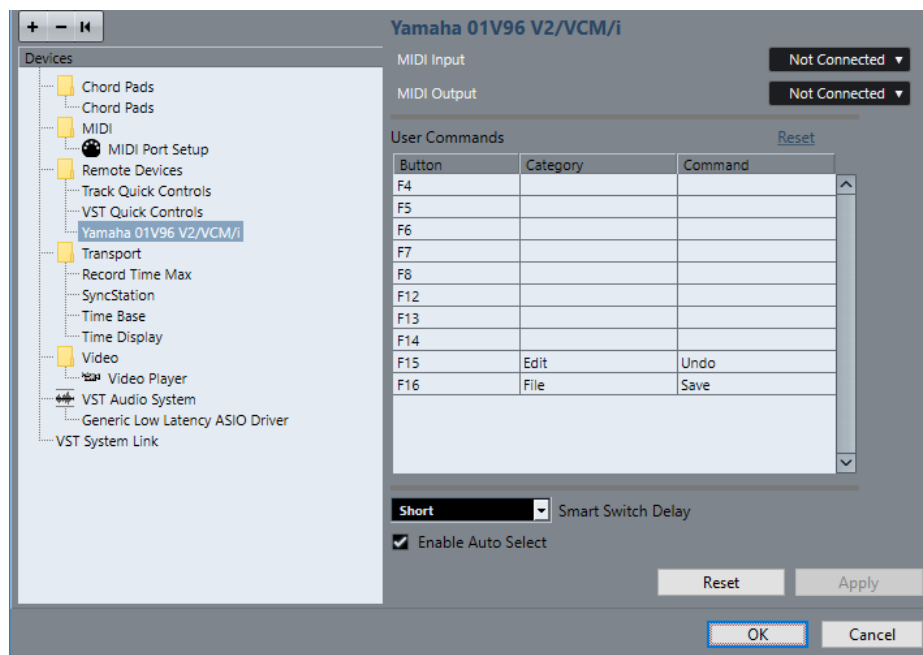 Yamaha 01V96 V2/VCM/i
Devices
Chord Pads
Chord Pads
MIDI
MIDI Port Setup
Remote Devices
Track Quick Controls
VST Quick Controls
Yamaha 01V96 V2/VCM/i
Transport
Record Time Max
SyncStation
Time Base
Time Display
Video
Video Player
VST Audio System
Generic Low Latency ASIO Driver
VST System Link
MIDI Input Not Connected
MIDI Output Not Connected
User Commands Reset
Button Category Command
F4
F5
F6
F7
F8
F12
F13
F14
F15 Edit Undo
F16 File Save
Short Smart Switch Delay
Enable Auto Select
Reset Apply
OK Cancel